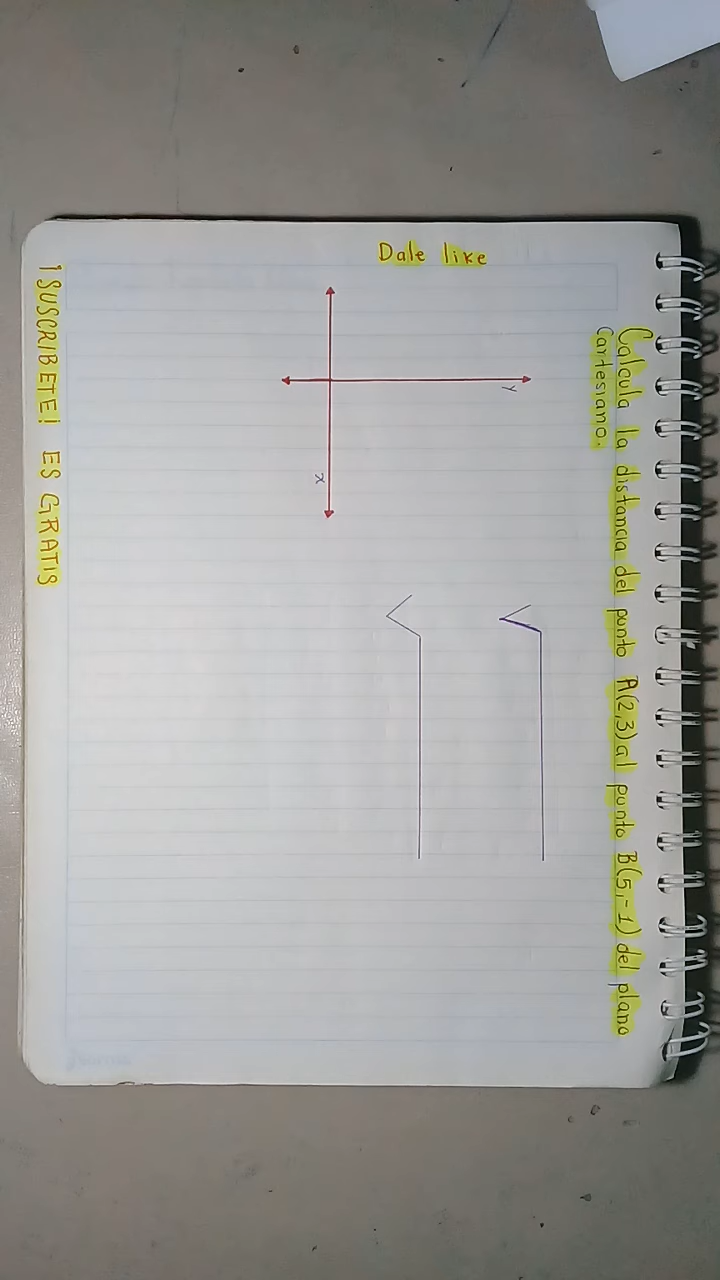 Calcula la distancia del punto A(2,3) al punto B(5,-1) del plano
Cartesiano.
Dale like
y
x
¡SUSCRIBETE! ES GRATIS